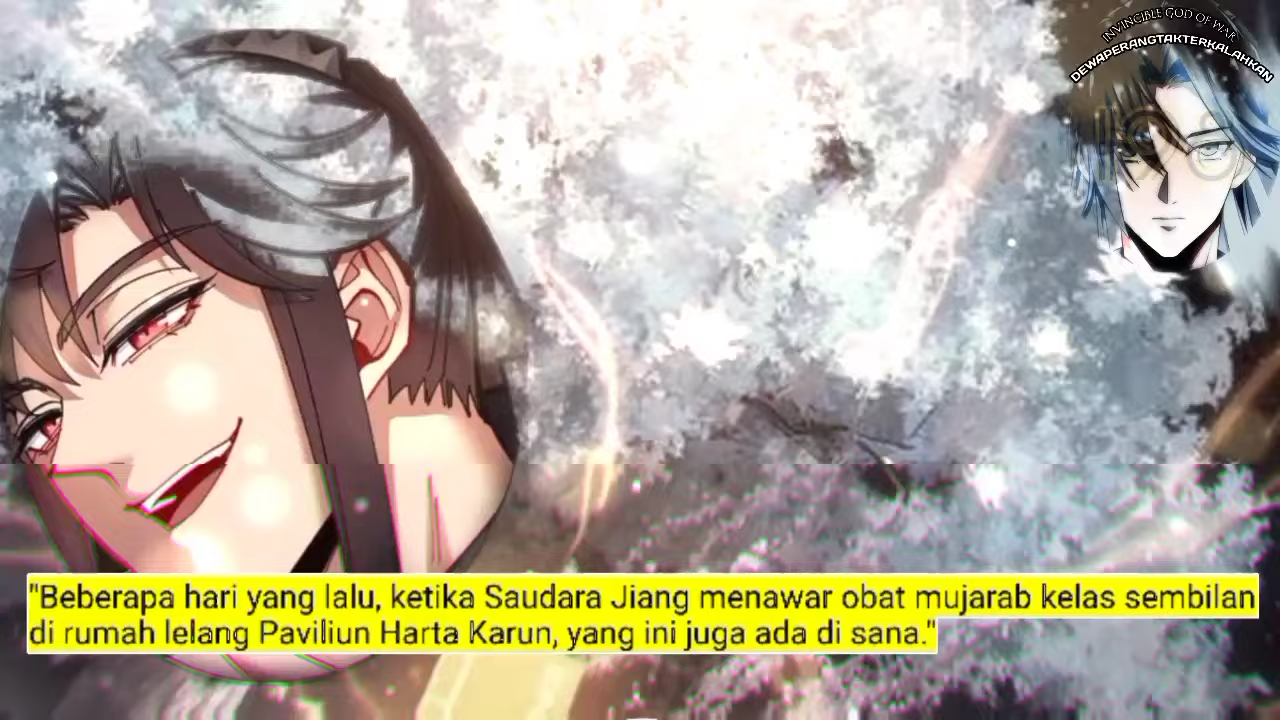 INVINCIBLE GOD OF WAR
DEWAPERANGTAKTERKALAHKAN
"Beberapa hari yang lalu, ketika Saudara Jiang menawar obat mujarab kelas sembilan
di rumah lelang Paviliun Harta Karun, yang ini juga ada di sana."